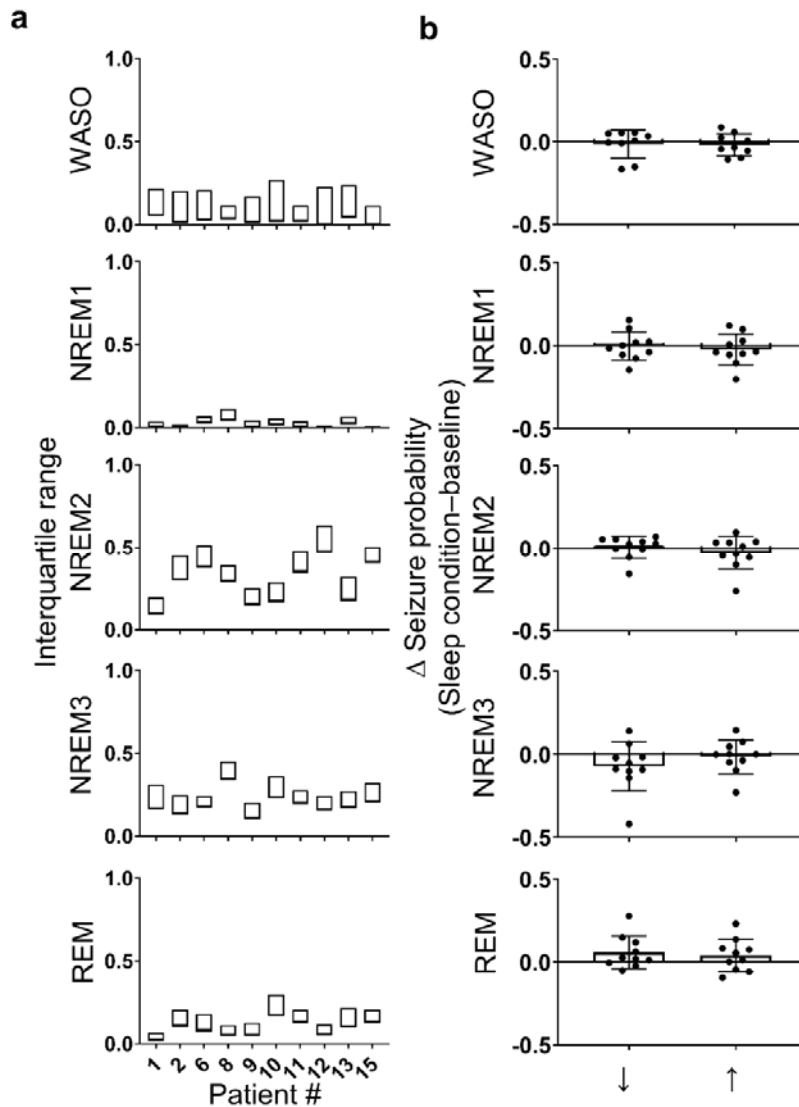 a
b
WASO
1.0
0.5
0.0
NREM1
1.0
0.5
0.0
NREM2
1.0
0.5
0.0
NREM3
1.0
0.5
0.0
REM
1.0
0.5
0.0
Interquartile range
1 2 6 8 9 10 11 12 13 15
Patient #
WASO
0.5
0.0
-0.5
NREM1
0.5
0.0
-0.5
NREM2
0.5
0.0
-0.5
NREM3
0.5
0.0
-0.5
REM
0.5
0.0
-0.5
Δ Seizure probability
(Sleep condition–baseline)
↓ ↑